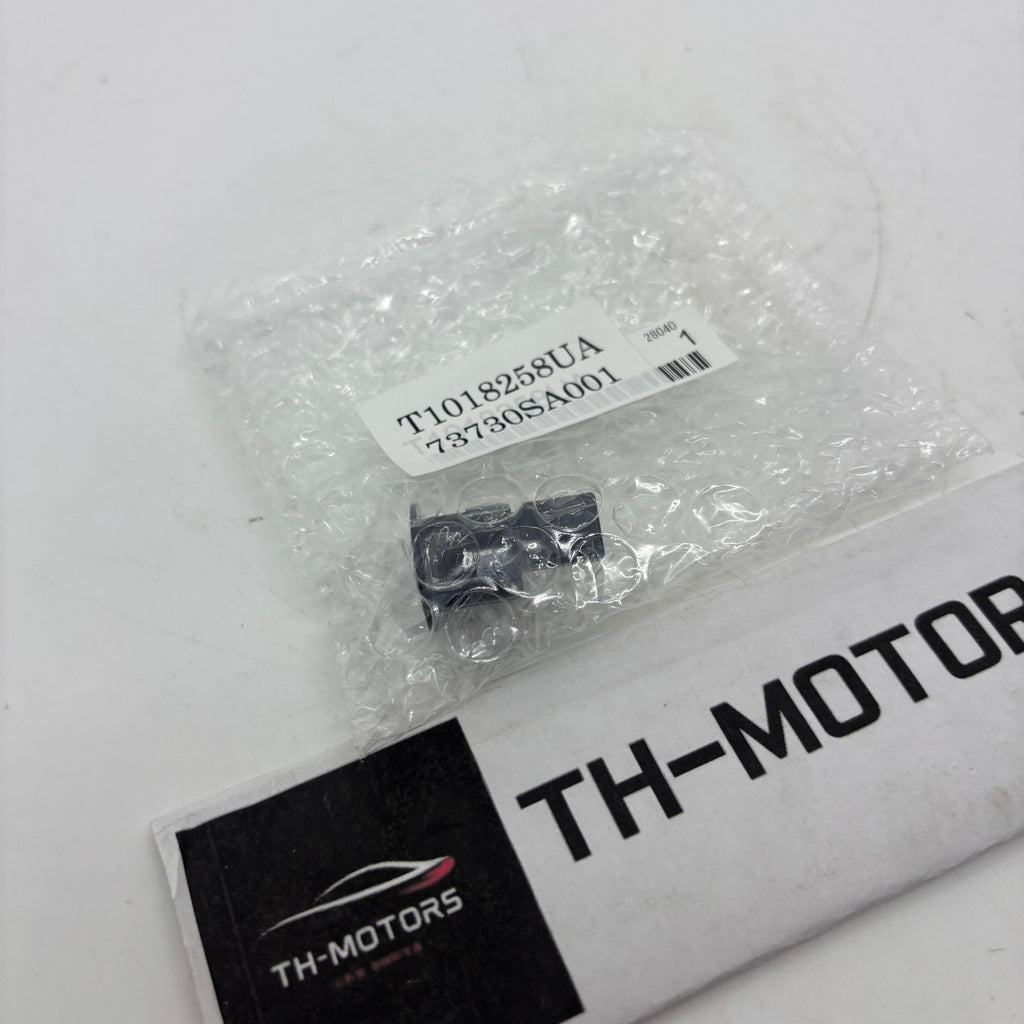 T1018258UA
73730SA001
28040
1
TH-MOTOR
TH-MOTORS